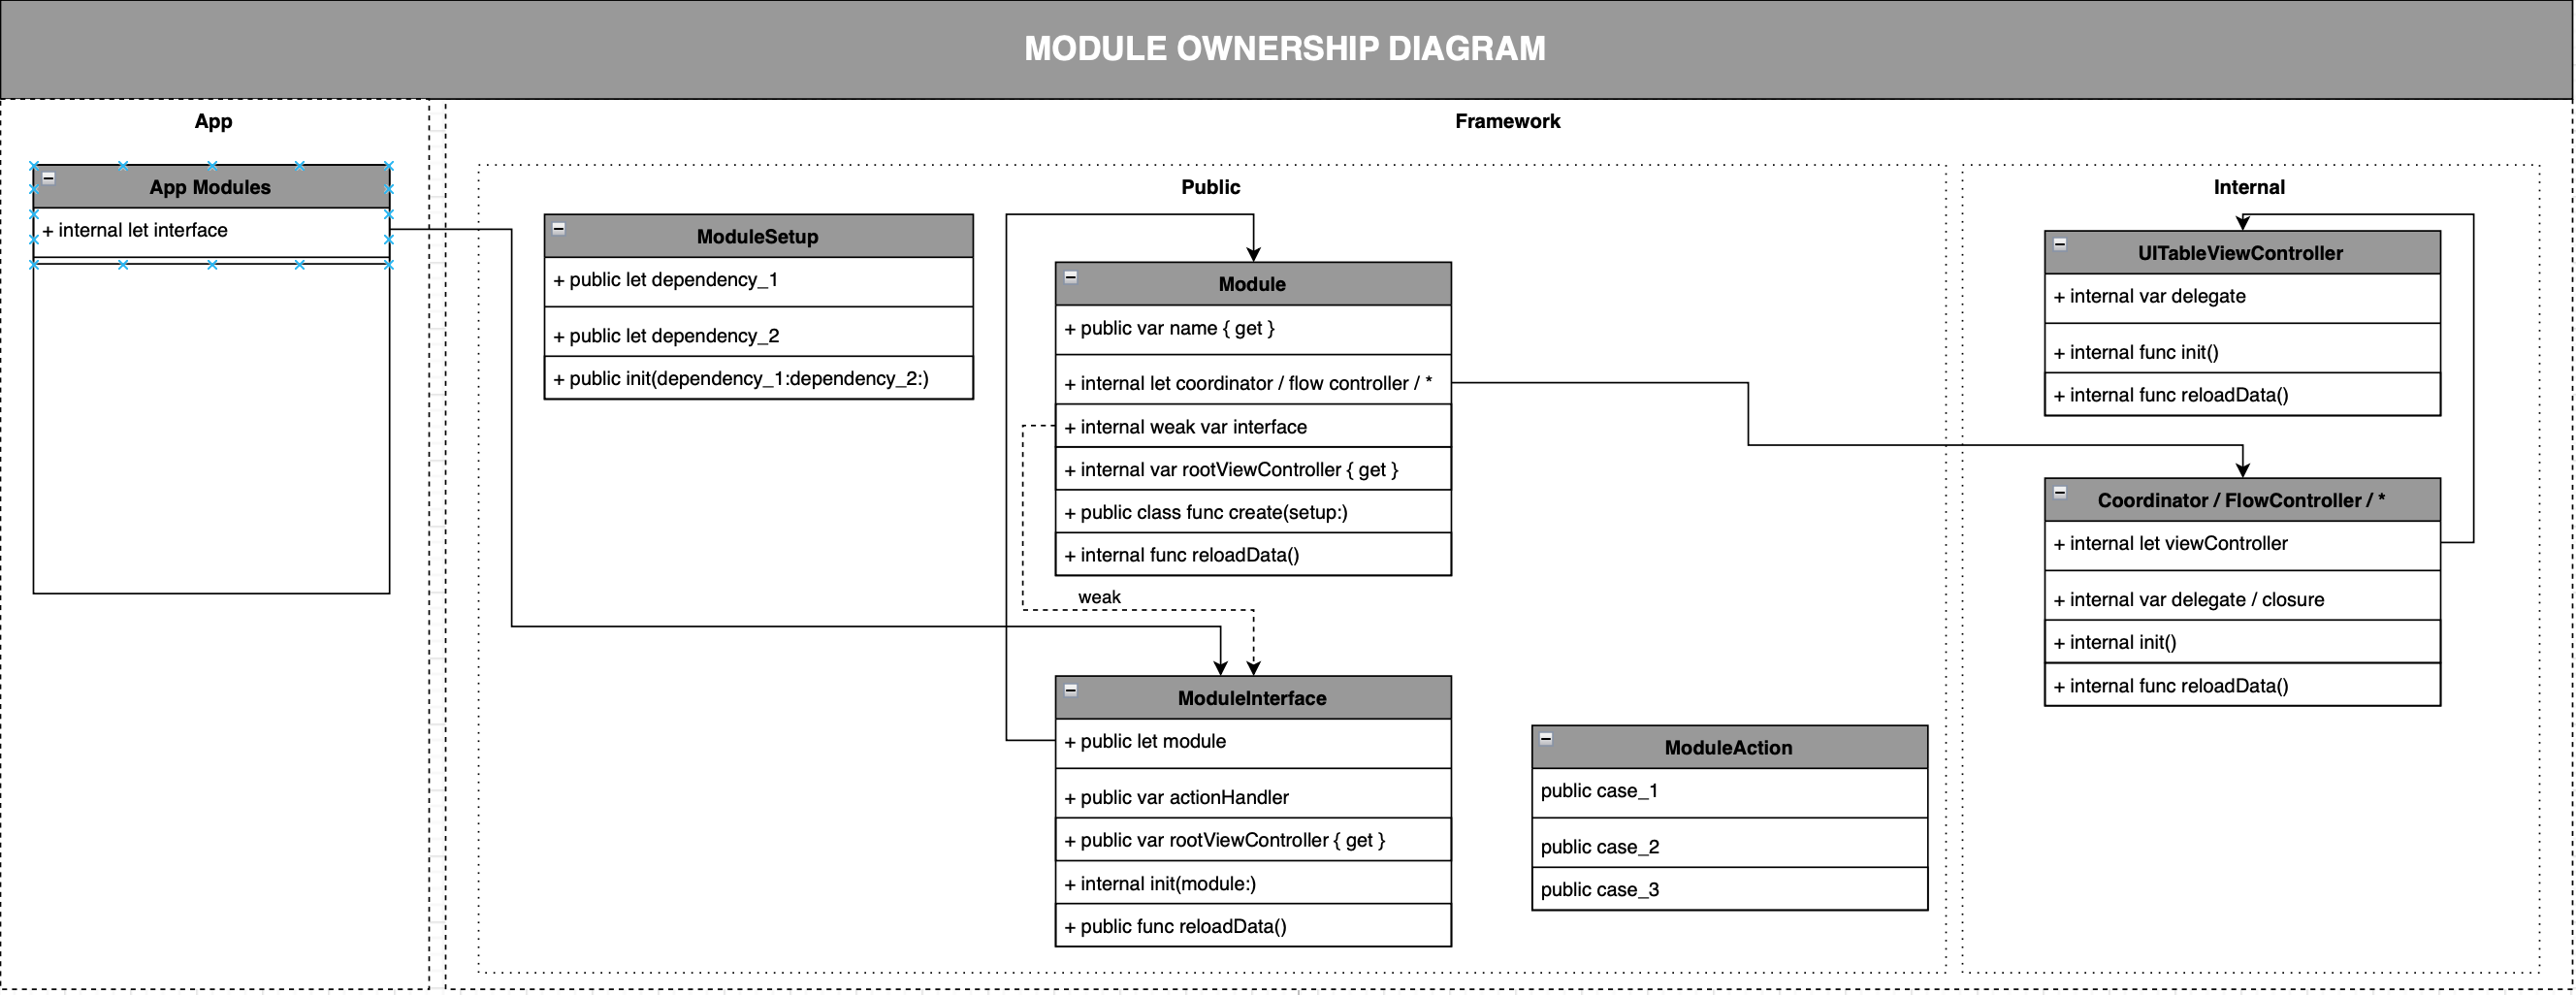 MODULE OWNERSHIP DIAGRAM
App
App Modules
+ internal let interface
Framework
Public
ModuleSetup
+ public let dependency_1
+ public let dependency_2
+ public init(dependency_1:dependency_2:)
Module
+ public var name { get }
+ internal let coordinator / flow controller / *
+ internal weak var interface
+ internal var rootViewController { get }
+ public class func create(setup:)
+ internal func reloadData()
weak
ModuleInterface
+ public let module
+ public var actionHandler
+ public var rootViewController { get }
+ internal init(module:)
+ public func reloadData()
ModuleAction
public case_1
public case_2
public case_3
Internal
UITableViewController
+ internal var delegate
+ internal func init()
+ internal func reloadData()
Coordinator / FlowController / *
+ internal let viewController
+ internal var delegate / closure
+ internal init()
+ internal func reloadData()